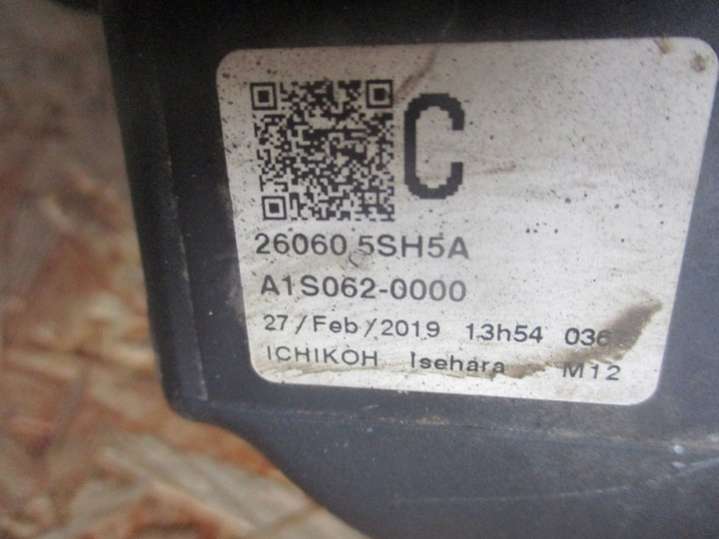 C
26060 5SH5A
A1S062-0000
27/Feb/2019 13h54
ICHIKOH Isehara M12